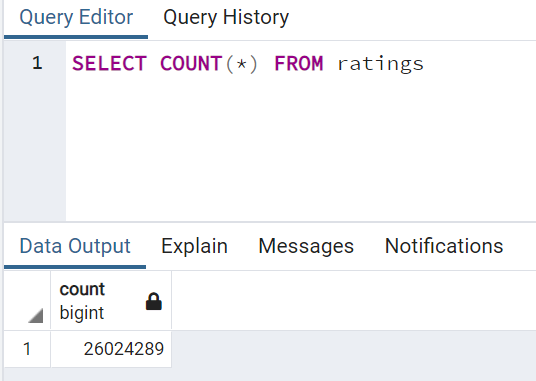 Query Editor Query History
1 SELECT COUNT(*) FROM ratings
Data Output Explain Messages Notifications
count
bigint
1 26024289